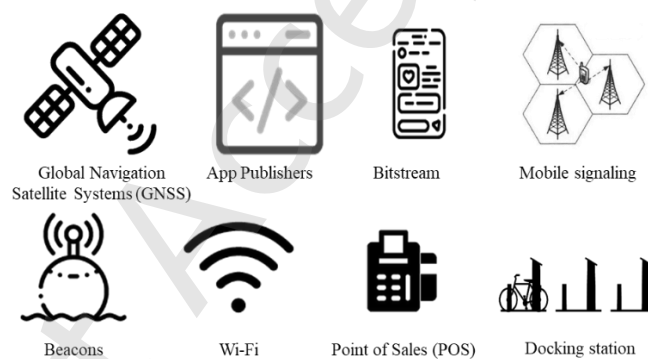 Global Navigation
Satellite Systems (GNSS)
App Publishers
Bitstream
Mobile signaling
Beacons
Wi-Fi
Point of Sales (POS)
Docking station